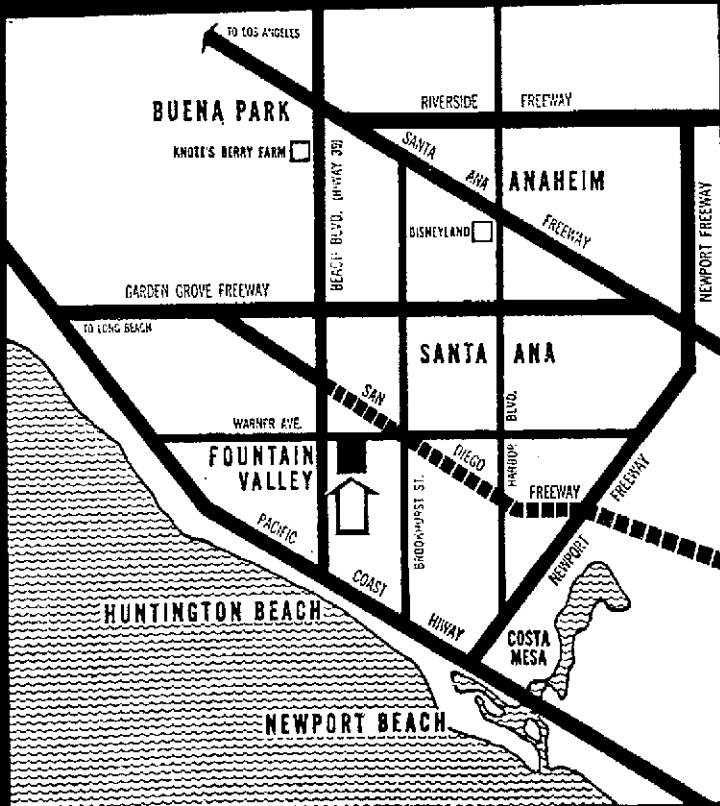 TO LOS ANGELES
RIVERSIDE FREEWAY
BUENA PARK
KNOTT'S BERRY FARM
BEACH BLVD. (HIWAY 39)
SANTA ANA FREEWAY
ANAHEIM
DISNEYLAND
NEWPORT FREEWAY
GARDEN GROVE FREEWAY
TO LONG BEACH
SANTA ANA
SAN DIEGO FREEWAY
HARBOR BLVD.
WARNER AVE.
FOUNTAIN
VALLEY
BROOKHURST ST.
NEWPORT FREEWAY
PACIFIC COAST HIWAY
HUNTINGTON BEACH
COSTA
MESA
NEWPORT BEACH